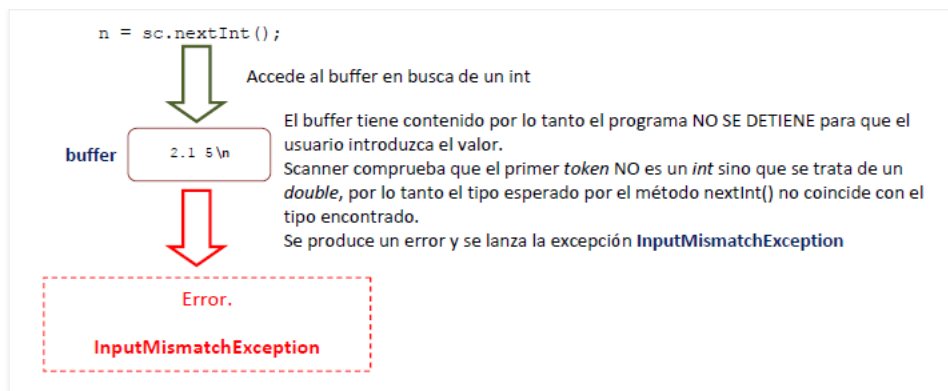 n = sc.nextInt();
Accede al buffer en busca de un int
buffer
2.1 5\n
El buffer tiene contenido por lo tanto el programa NO SE DETIENE para que el
usuario introduzca el valor.
Scanner comprueba que el primer token NO es un int sino que se trata de un
double, por lo tanto el tipo esperado por el método nextInt() no coincide con el
tipo encontrado.
Se produce un error y se lanza la excepción InputMismatchException
Error.
InputMismatchException